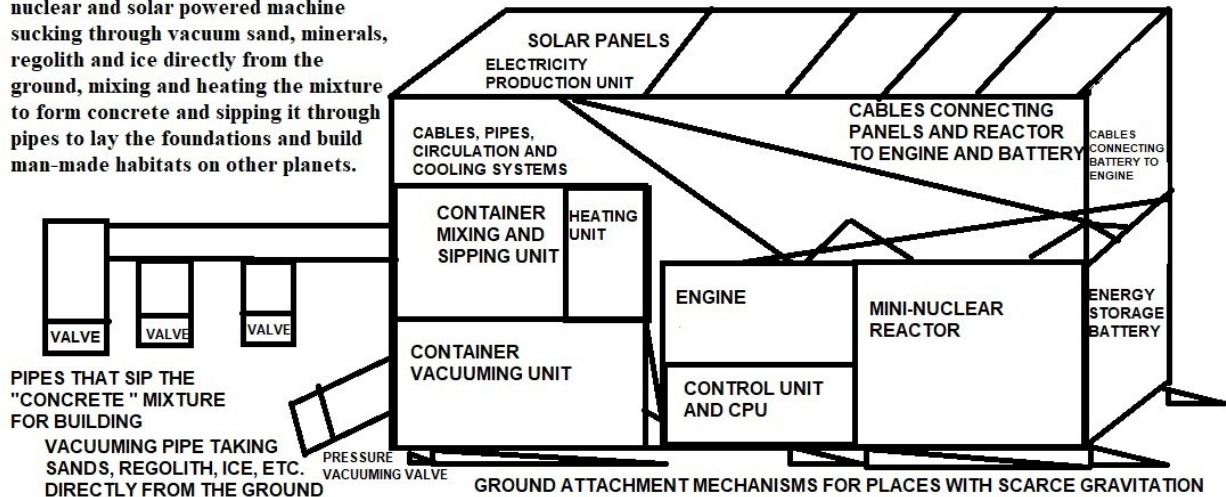 nuclear and solar powered machine
sucking through vacuum sand, minerals,
regolith and ice directly from the
ground, mixing and heating the mixture
to form concrete and sipping it through
pipes to lay the foundations and build
man-made habitats on other planets.
SOLAR PANELS
ELECTRICITY
PRODUCTION UNIT
CABLES CONNECTING
PANELS AND REACTOR
TO ENGINE AND BATTERY
CABLES
CONNECTING
BATTERY TO
ENGINE
CABLES, PIPES,
CIRCULATION AND
COOLING SYSTEMS
CONTAINER
MIXING AND
SIPPING UNIT
HEATING
UNIT
ENGINE
MINI-NUCLEAR
REACTOR
ENERGY
STORAGE
BATTERY
VALVE
VALVE
VALVE
CONTAINER
VACUUMING UNIT
CONTROL UNIT
AND CPU
PIPES THAT SIP THE
"CONCRETE " MIXTURE
FOR BUILDING
VACUUMING PIPE TAKING
SANDS, REGOLITH, ICE, ETC.
DIRECTLY FROM THE GROUND
PRESSURE
VACUUMING VALVE
GROUND ATTACHMENT MECHANISMS FOR PLACES WITH SCARCE GRAVITATION